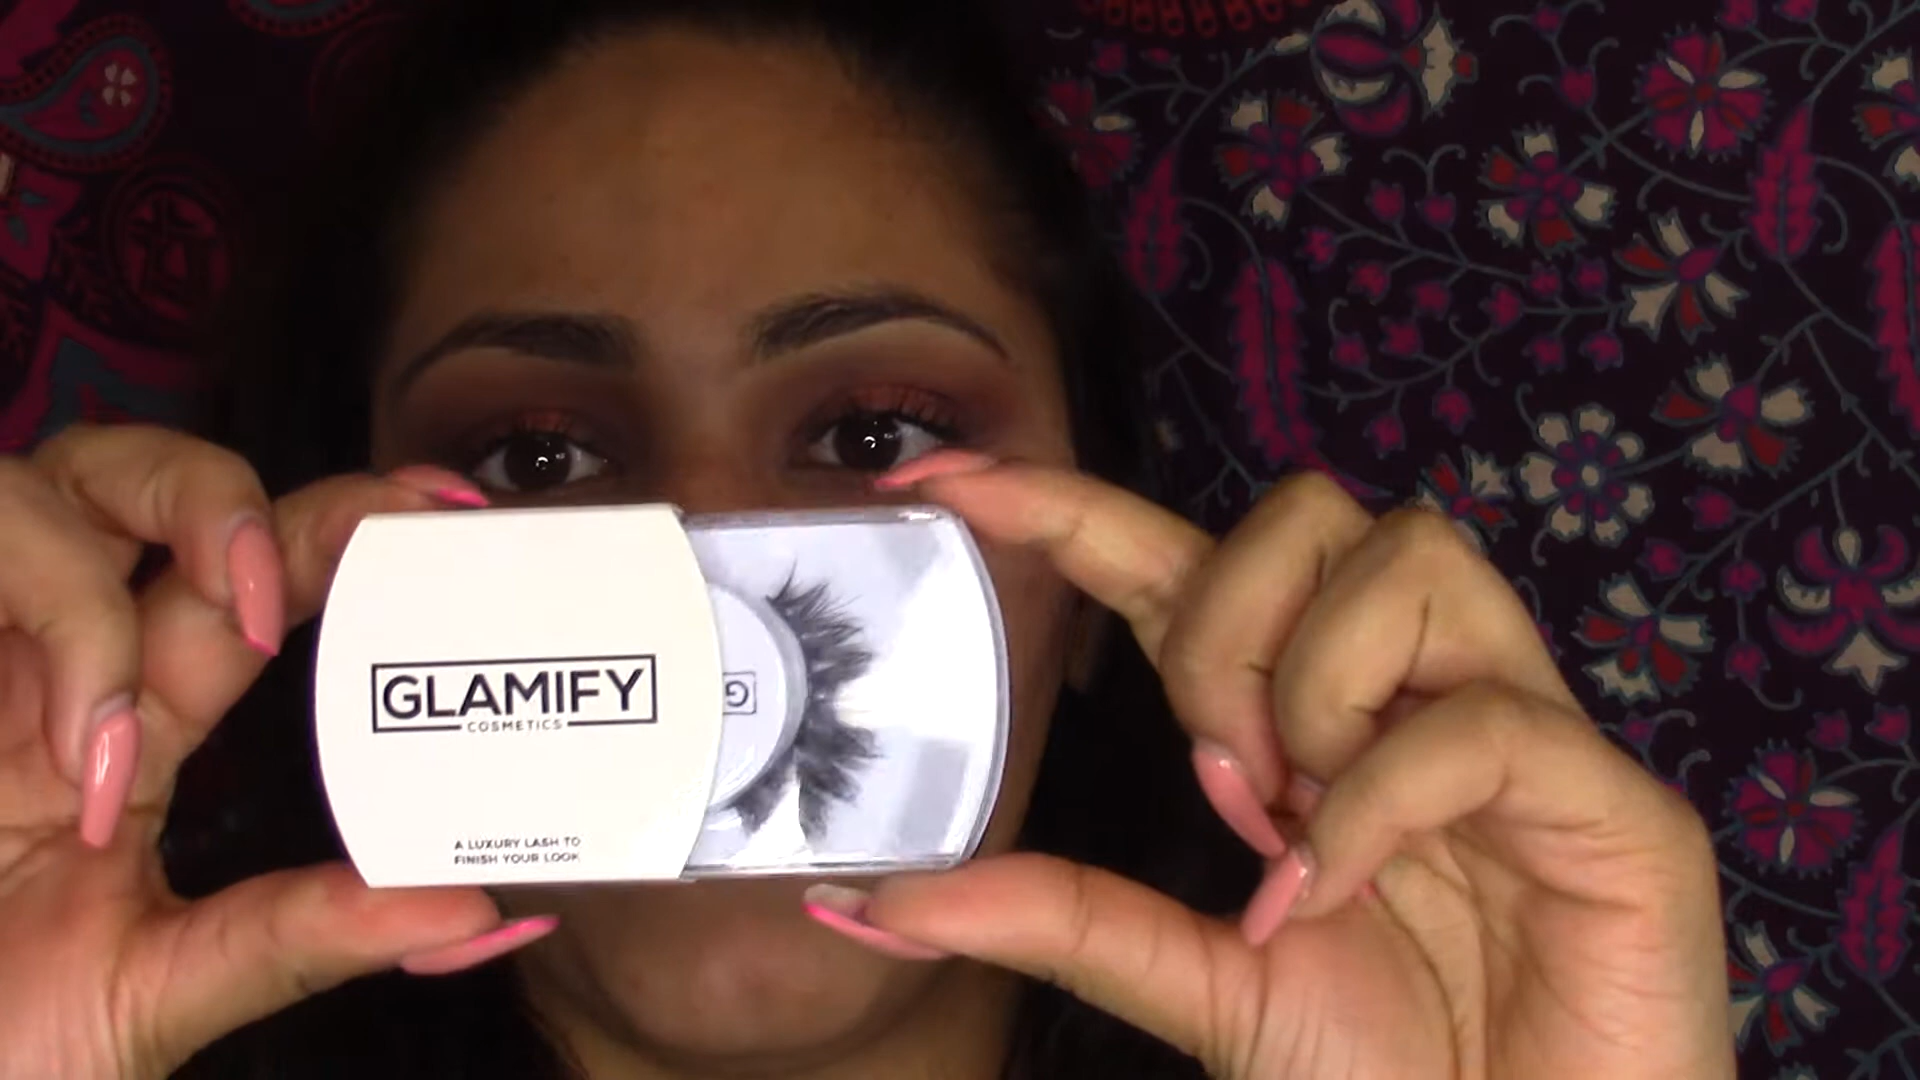 GLAMIFY
COSMETICS
G
A LUXURY LASH TO
FINISH YOUR LOOK